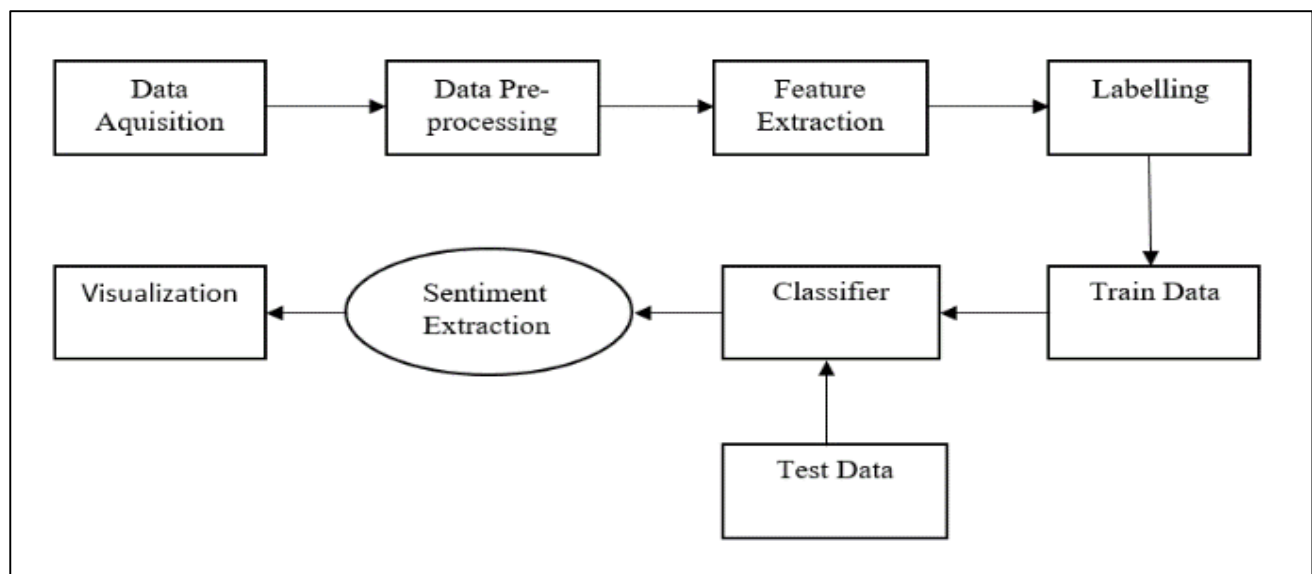 Data
Aquisition
Data Pre-
processing
Feature
Extraction
Labelling
Visualization
Sentiment
Extraction
Classifier
Train Data
Test Data